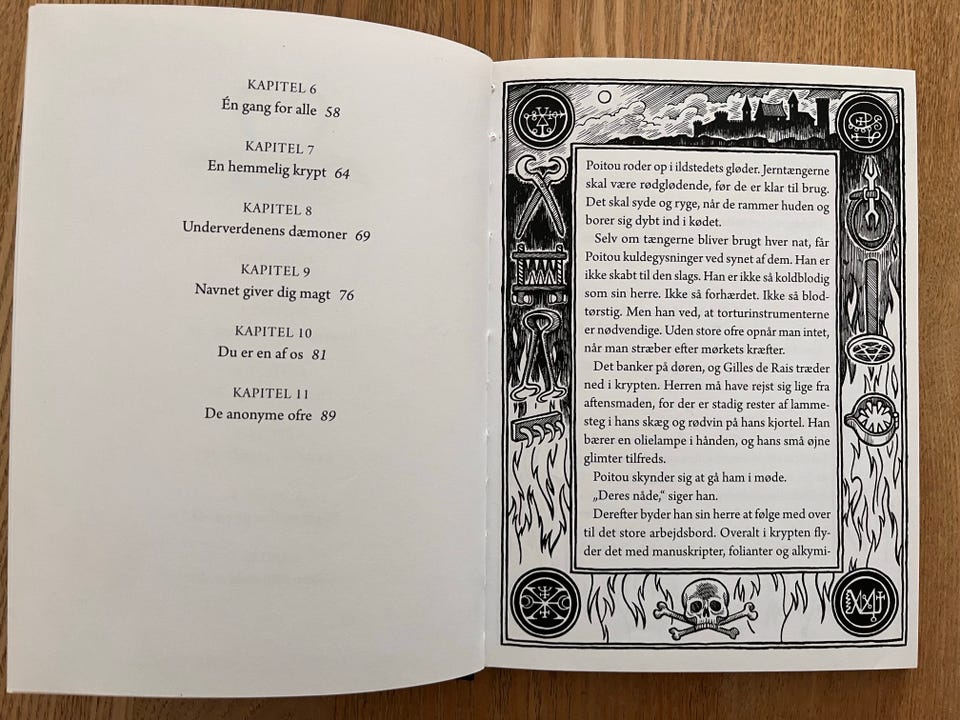 KAPITEL 6
Én gang for alle 58
KAPITEL 7
En hemmelig krypt 64
KAPITEL 8
Underverdenens dæmoner 69
KAPITEL 9
Navnet giver dig magt 76
KAPITEL 10
Du er en af os 81
KAPITEL 11
De anonyme ofre 89
Poitou roder op i ildstedets gløder. Jerntængerne
skal være rødglødende, før de er klar til brug.
Det skal syde og ryge, når de rammer huden og
borer sig dybt ind i kødet.
Selv om tængerne bliver brugt hver nat, får
Poitou kuldegysninger ved synet af dem. Han er
ikke skabt til den slags. Han er ikke så koldblodig
som sin herre. Ikke så forhærdet. Ikke så blod-
tørstig. Men han ved, at torturinstrumenterne
er nødvendige. Uden store ofre opnår man intet,
når man stræber efter mørkets kræfter.
Det banker på døren, og Gilles de Rais træder
ned i krypten. Herren må have rejst sig lige fra
aftensmaden, for der er stadig rester af lamme-
steg i hans skæg og rødvin på hans kjortel. Han
bærer en olielampe i hånden, og hans små øjne
glimter tilfreds.
Poitou skynder sig at gå ham i møde.
„Deres nåde,“ siger han.
Derefter byder han sin herre at følge med over
til det store arbejdsbord. Overalt i krypten fly-
der det med manuskripter, folianter og alkymi-